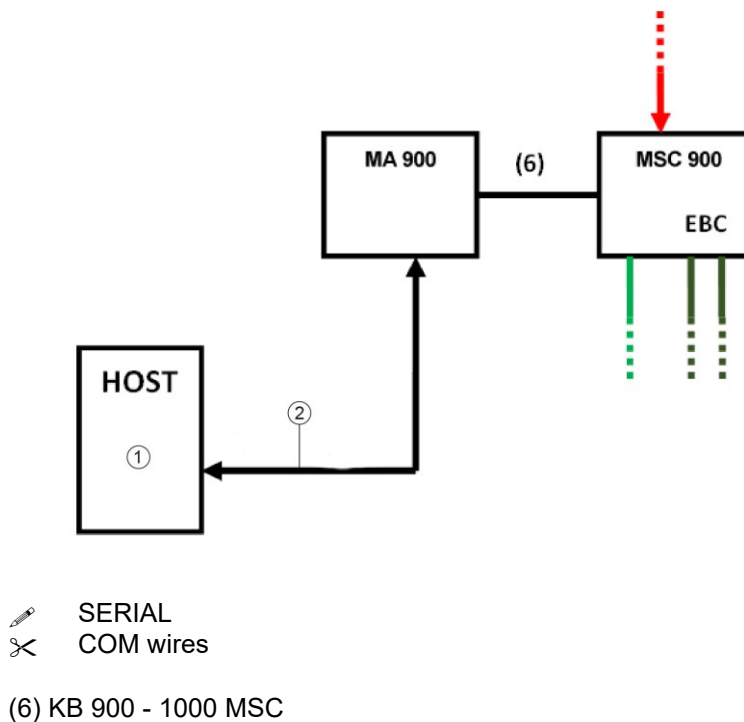 MA 900
(6)
MSC 900
EBC
HOST
②
①
✐ SERIAL
✂ COM wires
(6) KB 900 - 1000 MSC